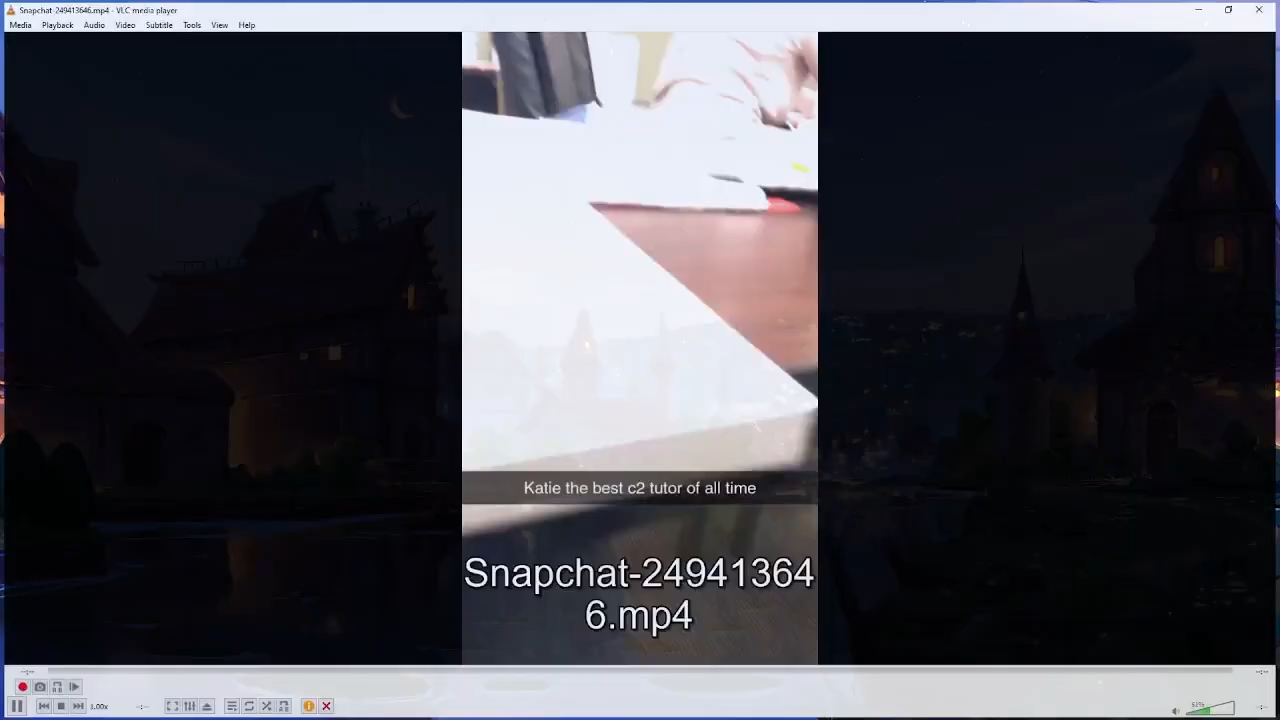 Snapchat-249413646.mp4 - VLC media player
Media Playback Audio Video Subtitle Tools View Help
Katie the best c2 tutor of all time
Snapchat-24941364
6.mp4
1.00x